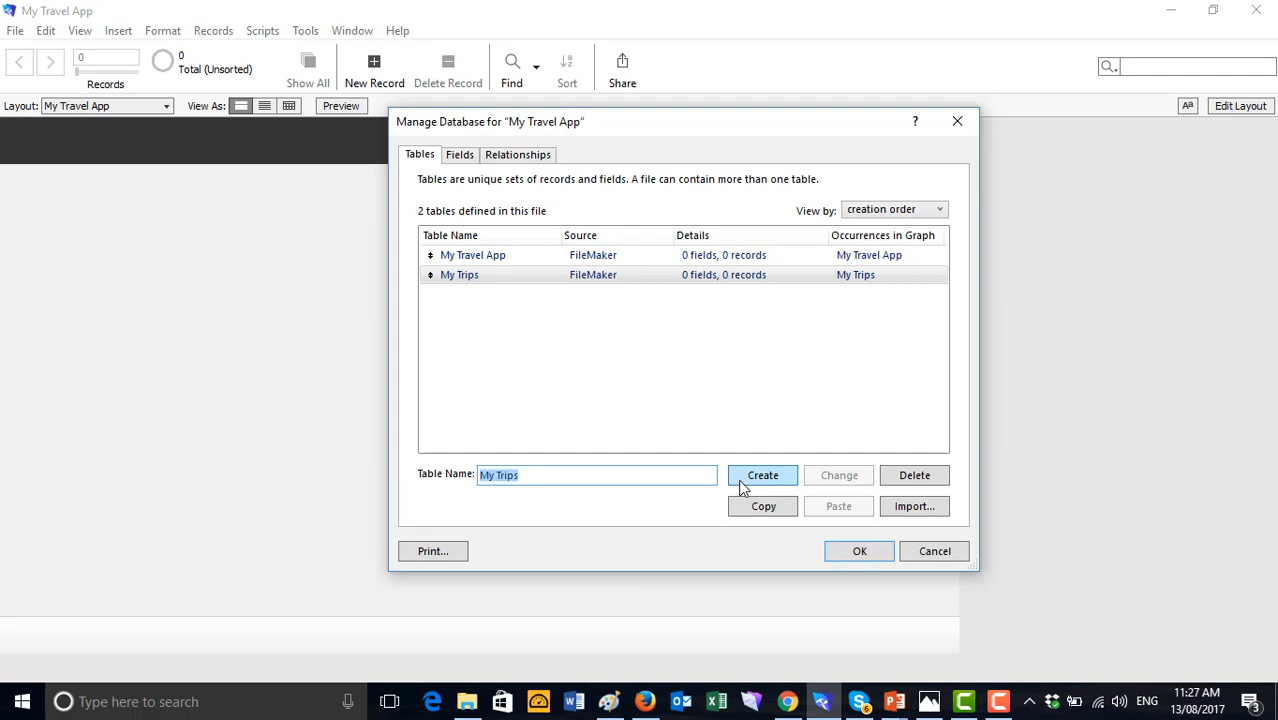 My Travel App
File Edit View Insert Format Records Scripts Tools Window Help
0
0
Total (Unsorted)
Records
Show All
New Record
Delete Record
Find
Sort
Share
Layout: My Travel App View As: Preview Aa Edit Layout
Manage Database for "My Travel App" ?
Tables Fields Relationships
Tables are unique sets of records and fields. A file can contain more than one table.
2 tables defined in this file View by: creation order
Table Name Source Details Occurrences in Graph
My Travel App FileMaker 0 fields, 0 records My Travel App
My Trips FileMaker 0 fields, 0 records My Trips
Table Name: My Trips Create Change Delete
Copy Paste Import...
Print... OK Cancel
Type here to search
ENG
11:27 AM
13/08/2017
3